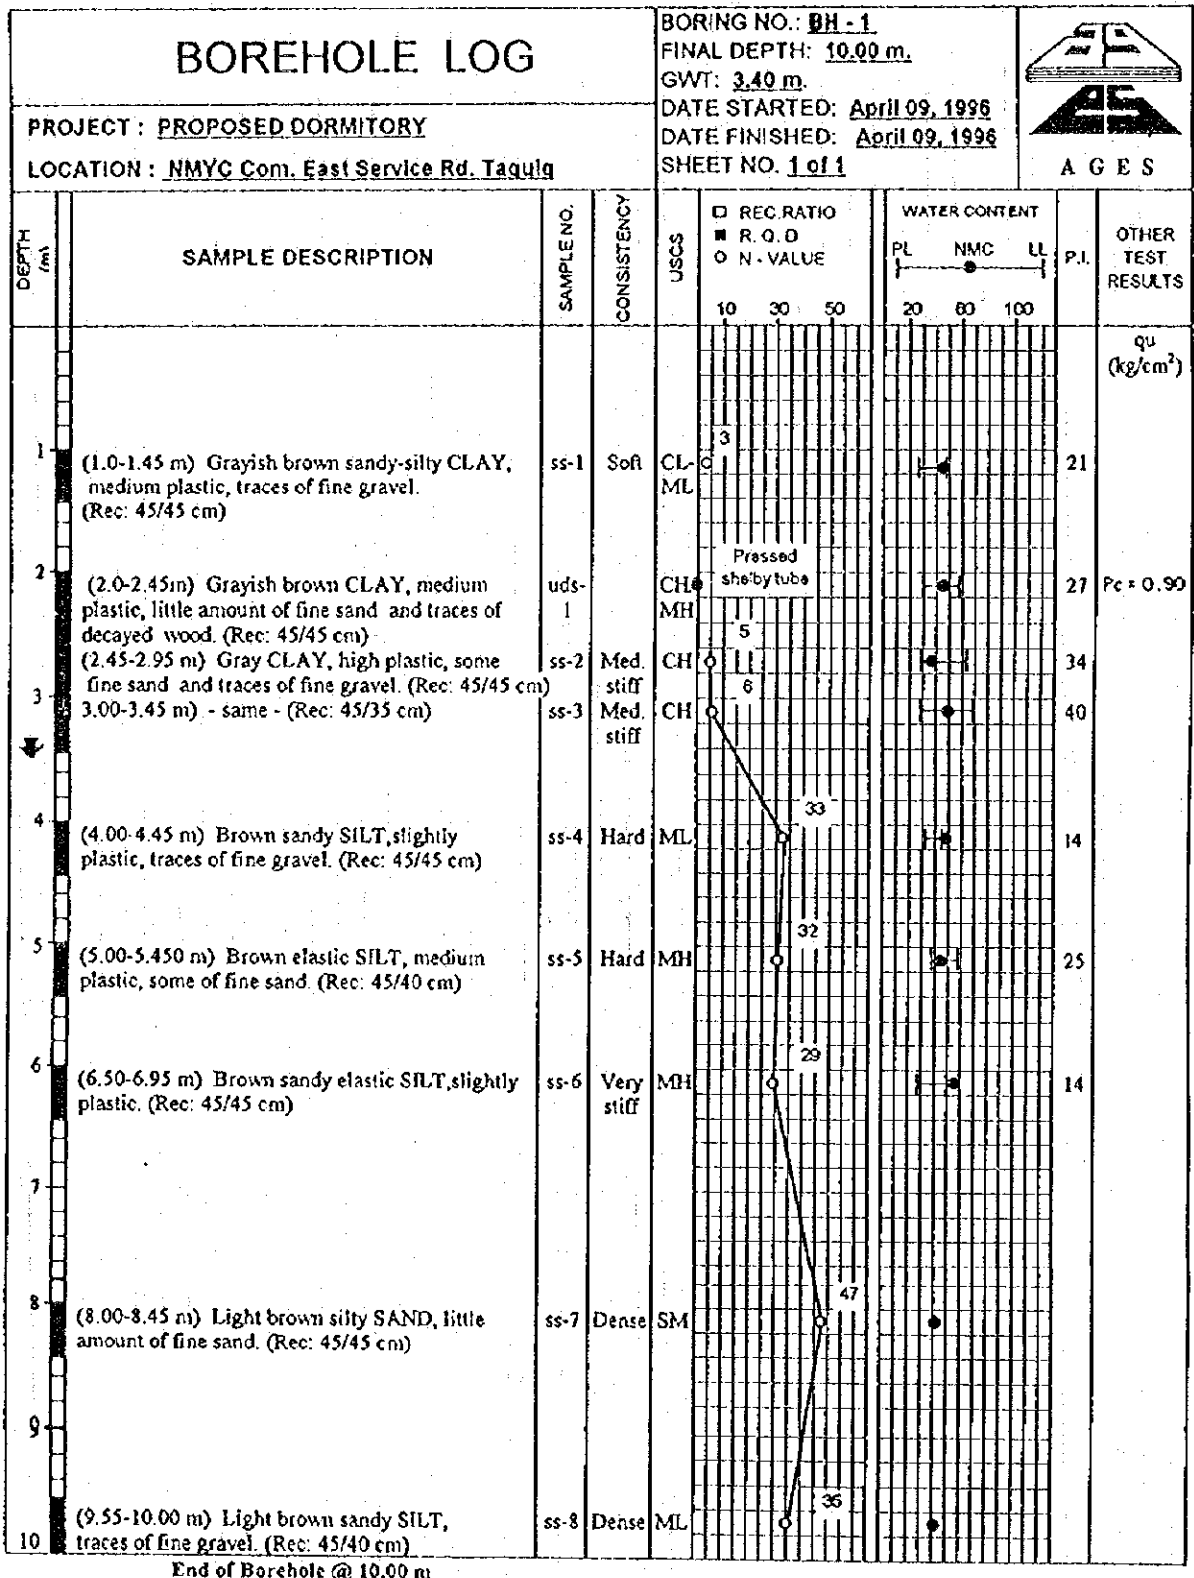 BOREHOLE LOG
PROJECT : PROPOSED DORMITORY
LOCATION : NMYC Com. East Service Rd. Taguig
BORING NO.: BH - 1
FINAL DEPTH: 10.00 m.
GWT: 3.40 m.
DATE STARTED: April 09, 1996
DATE FINISHED: April 09, 1996
SHEET NO. 1 of 1
A G E S
DEPTH (m)
SAMPLE DESCRIPTION
SAMPLE NO.
CONSISTENCY
USCS
REC.RATIO
R.Q.D
N - VALUE
10 30 50
WATER CONTENT
PL NMC LL
20 60 100
P.I.
OTHER
TEST
RESULTS
qu
(kg/cm²)
3
1
(1.0-1.45 m) Grayish brown sandy-silty CLAY, ss-1 Soft CL- 21
medium plastic, traces of fine gravel. ML
(Rec: 45/45 cm)
Pressed
shelby tube
2
(2.0-2.45m) Grayish brown CLAY, medium uds- CH 27 Pc = 0.90
plastic, little amount of fine sand and traces of 1 MH
decayed wood. (Rec: 45/45 cm)
5
(2.45-2.95 m) Gray CLAY, high plastic, some ss-2 Med. CH 34
fine sand and traces of fine gravel. (Rec: 45/45 cm) stiff 6
3
3.00-3.45 m) - same - (Rec: 45/35 cm) ss-3 Med. CH 40
stiff
33
4
(4.00-4.45 m) Brown sandy SILT,slightly ss-4 Hard ML 14
plastic, traces of fine gravel. (Rec: 45/45 cm)
32
5
(5.00-5.450 m) Brown elastic SILT, medium ss-5 Hard MH 25
plastic, some of fine sand. (Rec: 45/40 cm)
29
6
(6.50-6.95 m) Brown sandy elastic SILT,slightly ss-6 Very MH 14
plastic. (Rec: 45/45 cm) stiff
7
47
8
(8.00-8.45 m) Light brown silty SAND, little ss-7 Dense SM
amount of fine sand. (Rec: 45/45 cm)
9
36
(9.55-10.00 m) Light brown sandy SILT, ss-8 Dense ML
10 traces of fine gravel. (Rec: 45/40 cm)
End of Borehole @ 10.00 m